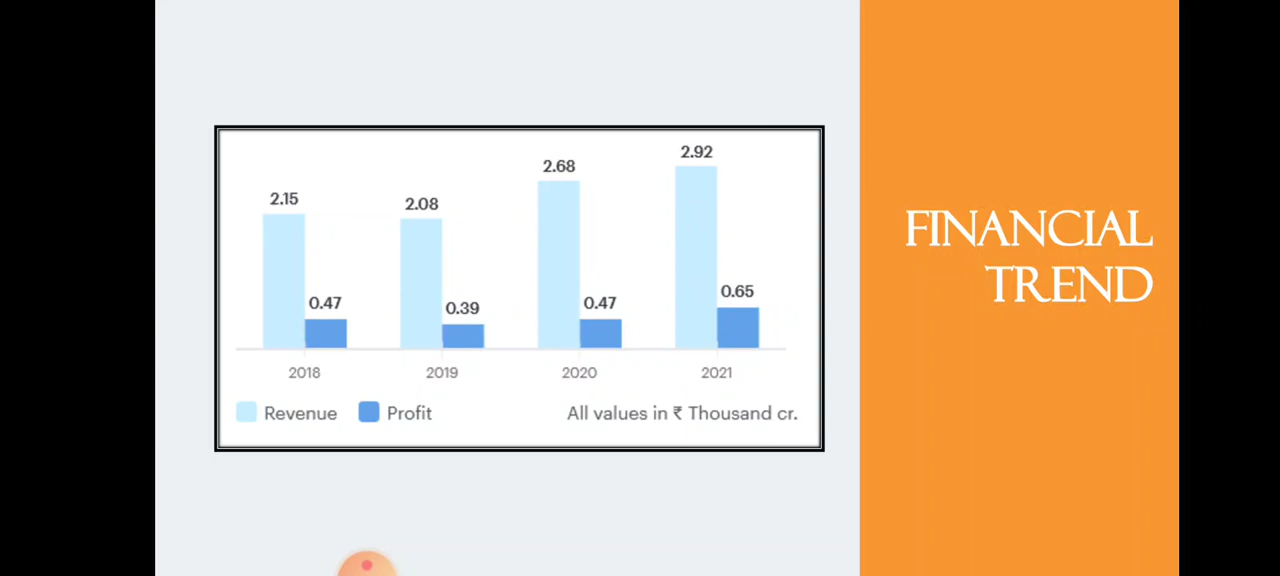 FINANCIAL
TREND
2.15
0.47
2.08
0.39
2.68
0.47
2.92
0.65
2018 2019 2020 2021
Revenue Profit All values in ₹ Thousand cr.